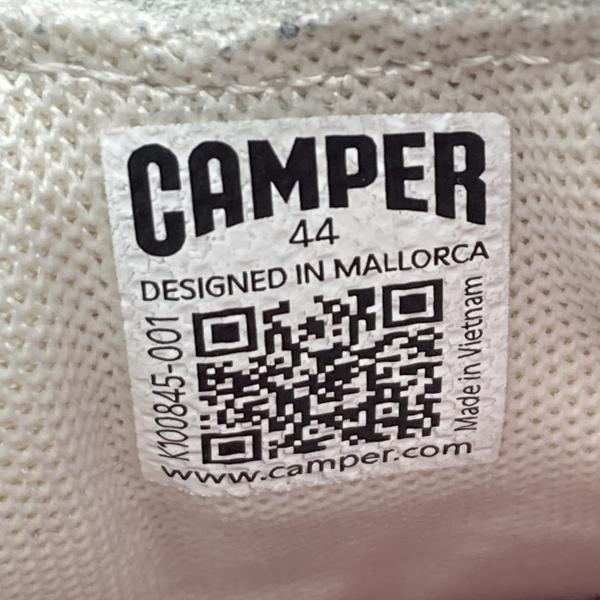 CAMPER
44
DESIGNED IN MALLORCA
K100845-001
Made in Vietnam
www.camper.com